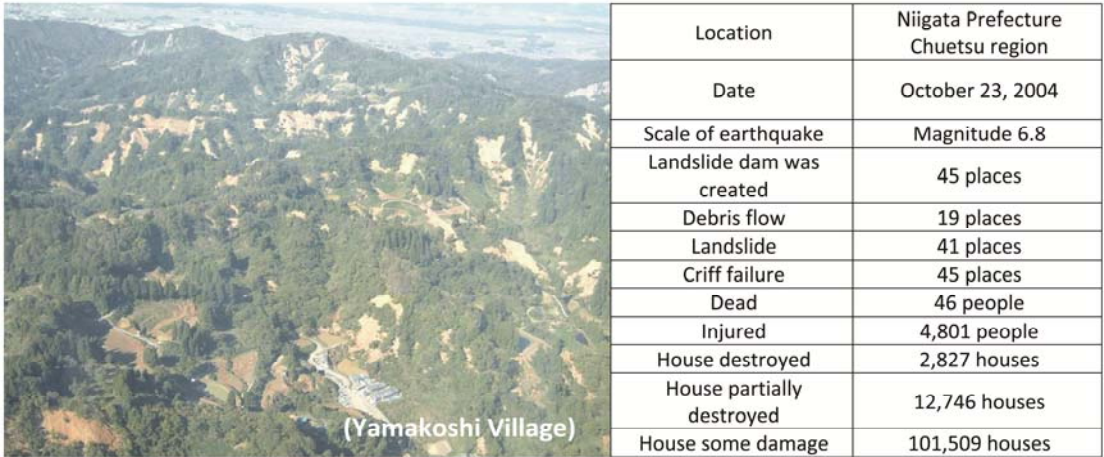 (Yamakoshi Village)
Location
Niigata Prefecture
Chuetsu region
Date
October 23, 2004
Scale of earthquake
Magnitude 6.8
Landslide dam was
created
45 places
Debris flow
19 places
Landslide
41 places
Criff failure
45 places
Dead
46 people
Injured
4,801 people
House destroyed
2,827 houses
House partially
destroyed
12,746 houses
House some damage
101,509 houses